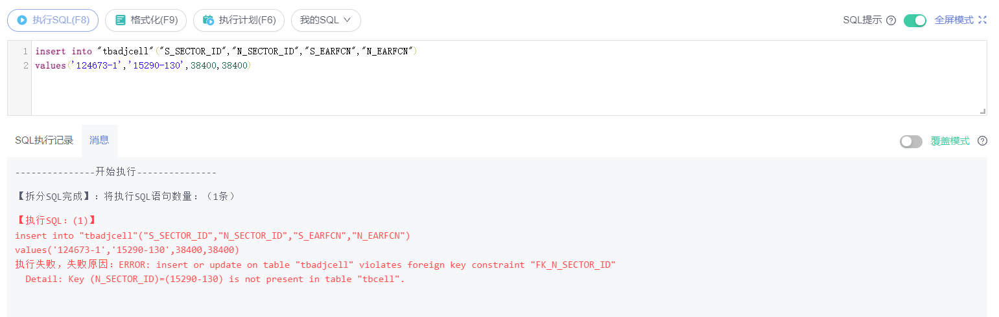 执行SQL(F8) 格式化(F9) 执行计划(F6) 我的SQL SQL提示 全屏模式
1 insert into "tbadjcell"("S_SECTOR_ID","N_SECTOR_ID","S_EARFCN","N_EARFCN")
2 values('124673-1','15290-130',38400,38400)
SQL执行记录 消息 覆盖模式
---------------开始执行---------------
【拆分SQL完成】：将执行SQL语句数量：（1条）
【执行SQL：(1)】
insert into "tbadjcell"("S_SECTOR_ID","N_SECTOR_ID","S_EARFCN","N_EARFCN")
values('124673-1','15290-130',38400,38400)
执行失败，失败原因：ERROR: insert or update on table "tbadjcell" violates foreign key constraint "FK_N_SECTOR_ID"
Detail: Key (N_SECTOR_ID)=(15290-130) is not present in table "tbcell".